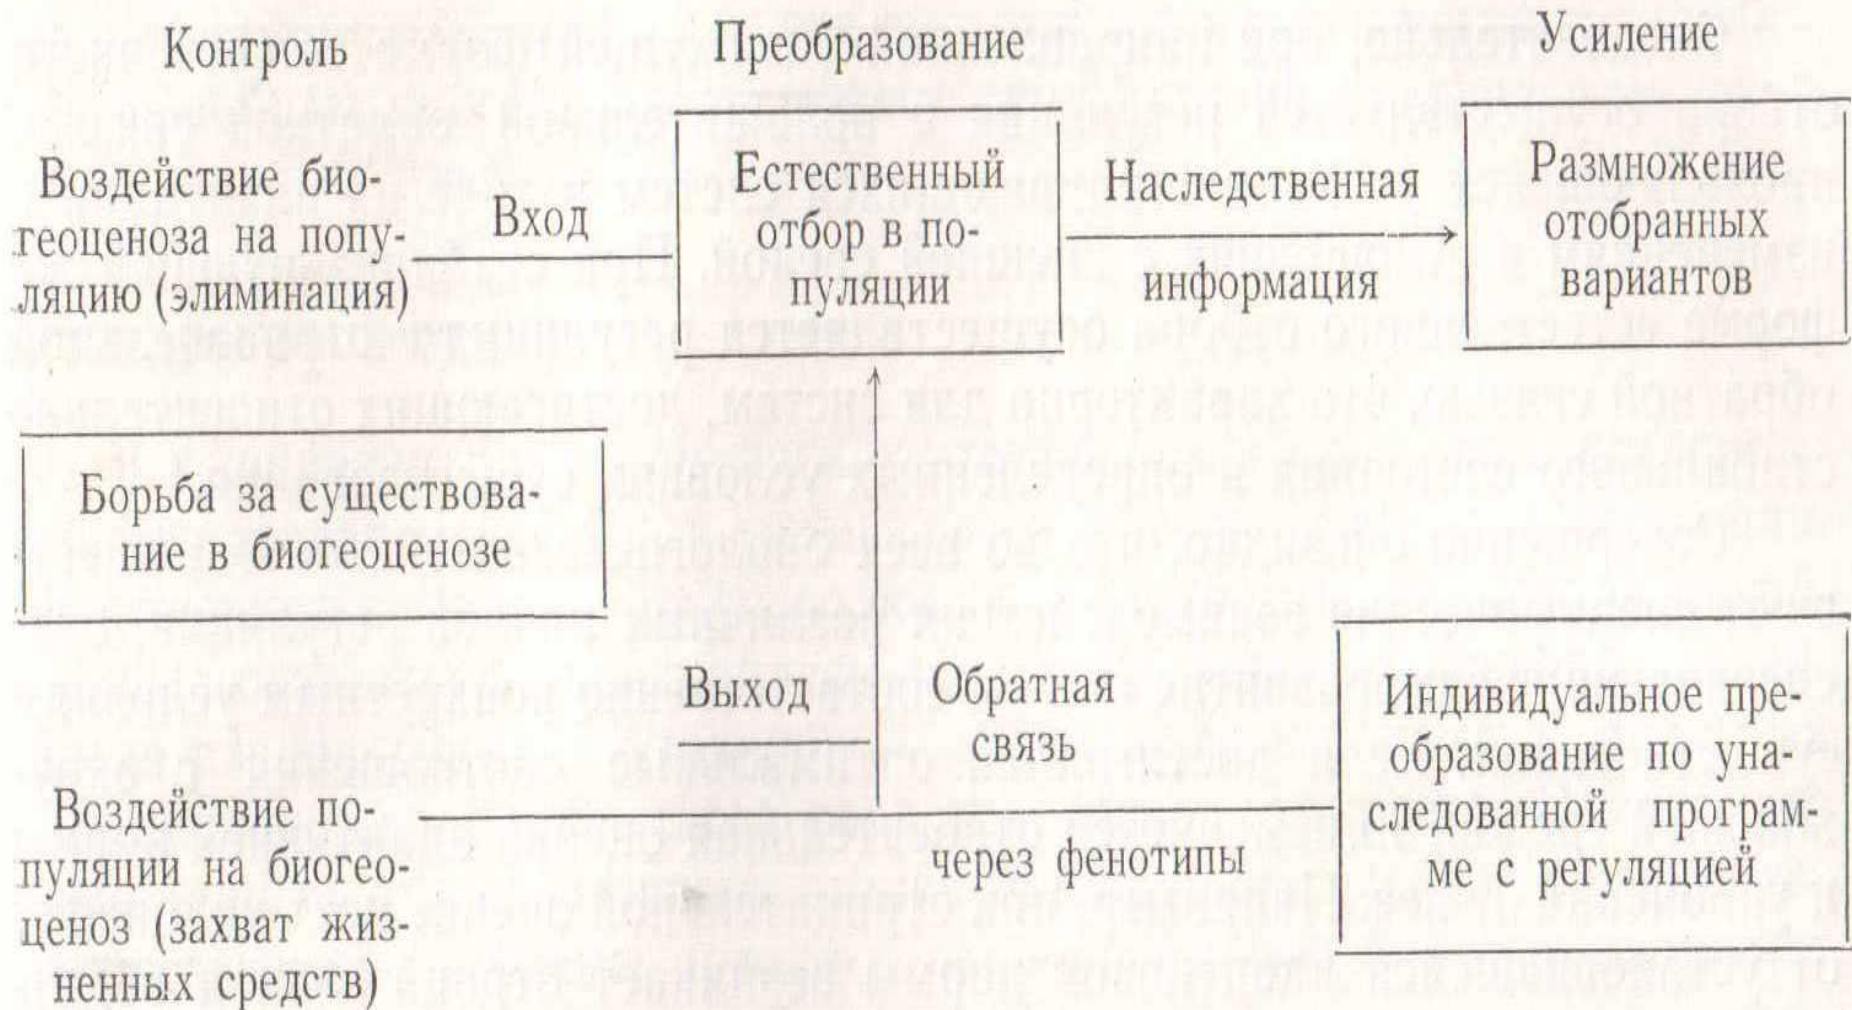 Контроль
Преобразование
Усиление
Воздействие био-
геоценоза на попу-
ляцию (элиминация)
Вход
Естественный
отбор в по-
пуляции
Наследственная
информация
Размножение
отобранных
вариантов
Борьба за существова-
ние в биогеоценозе
Выход
Обратная
связь
через фенотипы
Индивидуальное пре-
образование по уна-
следованной програм-
ме с регуляцией
Воздействие по-
пуляции на биогео-
ценоз (захват жиз-
ненных средств)